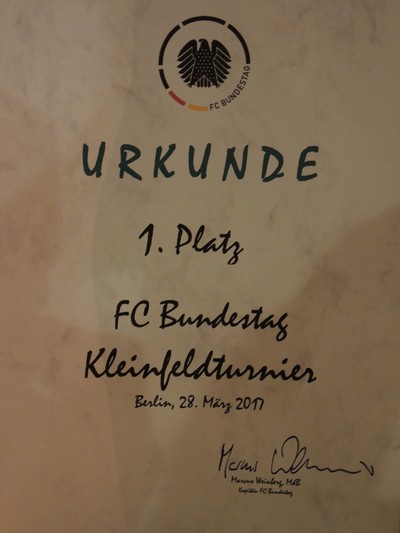 FC BUNDESTAG
URKUNDE
1. Platz
FC Bundestag
Kleinfeldturnier
Berlin, 28. März 2017
Marcus Weinberg, MdB
Kapitän FC Bundestag